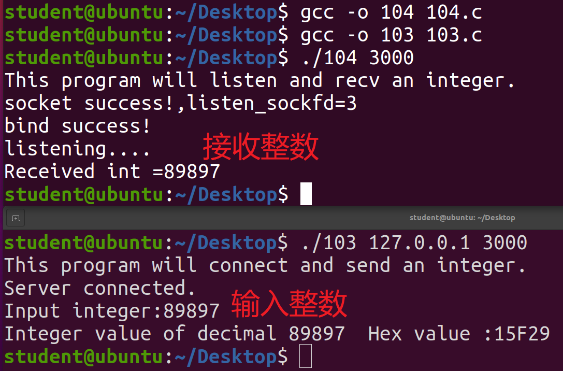 student@ubuntu:~/Desktop$ gcc -o 104 104.c
student@ubuntu:~/Desktop$ gcc -o 103 103.c
student@ubuntu:~/Desktop$ ./104 3000
This program will listen and recv an integer.
socket success!,listen_sockfd=3
bind success!
listening.... 接收整数
Received int =89897
student@ubuntu:~/Desktop$
student@ubuntu: ~/Desktop
student@ubuntu:~/Desktop$ ./103 127.0.0.1 3000
This program will connect and send an integer.
Server connected.
Input integer:89897 输入整数
Integer value of decimal 89897  Hex value :15F29
student@ubuntu:~/Desktop$